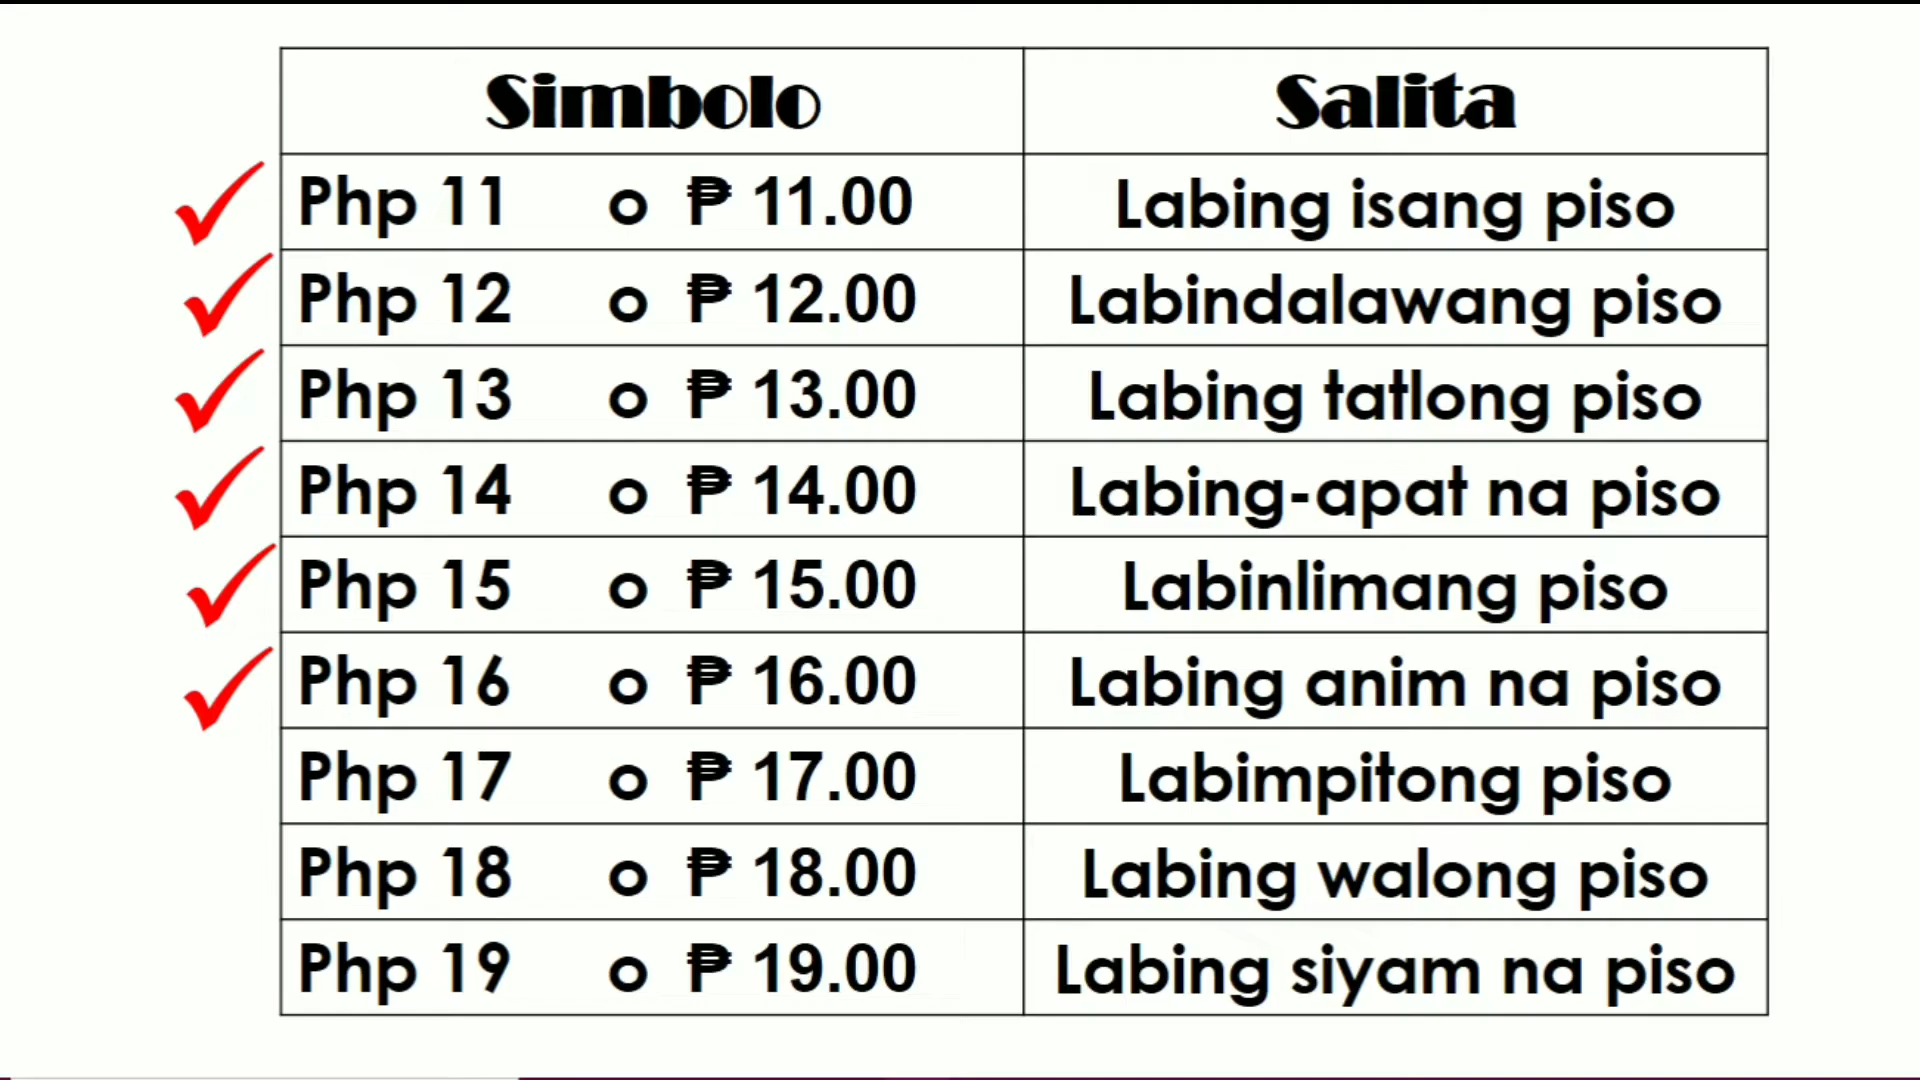 Simbolo Salita
Php 11 o ₱ 11.00 Labing isang piso
Php 12 o ₱ 12.00 Labindalawang piso
Php 13 o ₱ 13.00 Labing tatlong piso
Php 14 o ₱ 14.00 Labing-apat na piso
Php 15 o ₱ 15.00 Labinlimang piso
Php 16 o ₱ 16.00 Labing anim na piso
Php 17 o ₱ 17.00 Labimpitong piso
Php 18 o ₱ 18.00 Labing walong piso
Php 19 o ₱ 19.00 Labing siyam na piso